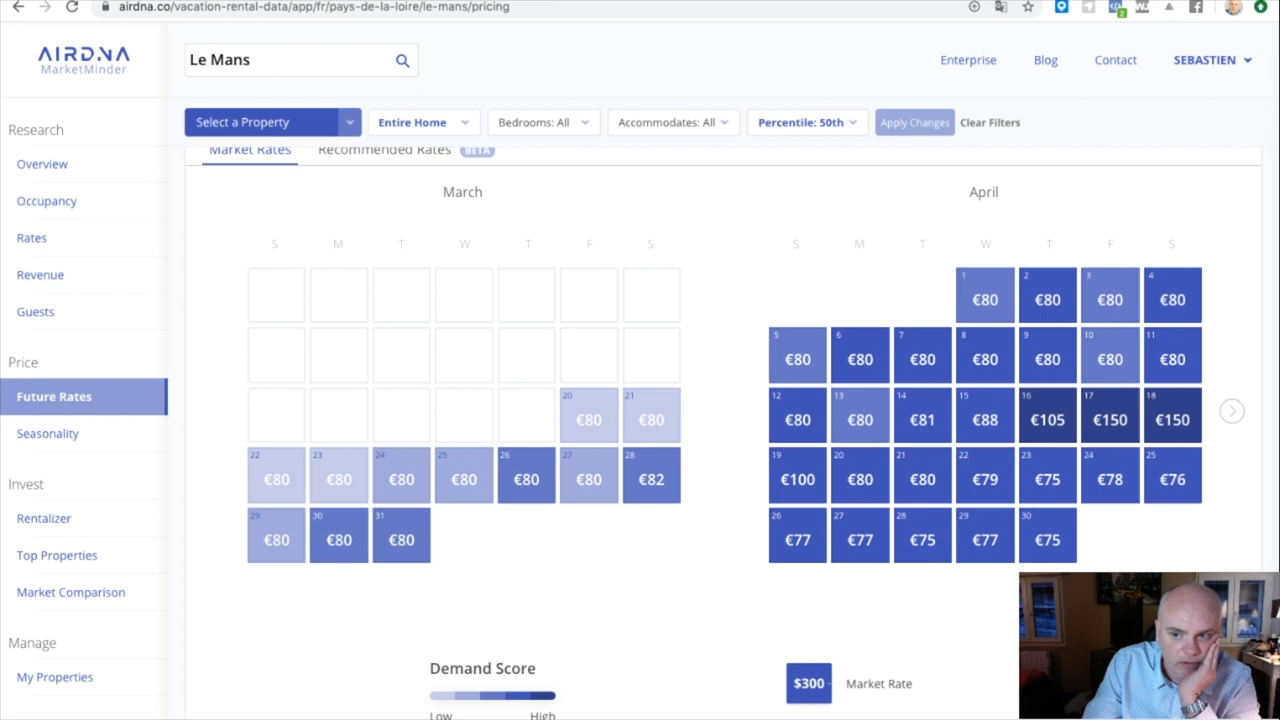 airdna.co/vacation-rental-data/app/fr/pays-de-la-loire/le-mans/pricing
2
AIRDNA
MarketMinder
Le Mans
Enterprise
Blog
Contact
SEBASTIEN
Select a Property
Entire Home
Bedrooms: All
Accommodates: All
Percentile: 50th
Apply Changes
Clear Filters
Market Rates
Recommended Rates
BETA
Research
Overview
Occupancy
Rates
Revenue
Guests
Price
Future Rates
Seasonality
Invest
Rentalizer
Top Properties
Market Comparison
Manage
My Properties
March
S M T W T F S
20 €80 21 €80
22 €80 23 €80 24 €80 25 €80 26 €80 27 €80 28 €82
29 €80 30 €80 31 €80
April
S M T W T F S
1 €80 2 €80 3 €80 4 €80
5 €80 6 €80 7 €80 8 €80 9 €80 10 €80 11 €80
12 €80 13 €80 14 €81 15 €88 16 €105 17 €150 18 €150
19 €100 20 €80 21 €80 22 €79 23 €75 24 €78 25 €76
26 €77 27 €77 28 €75 29 €77 30 €75
Demand Score
Low High
$300 Market Rate